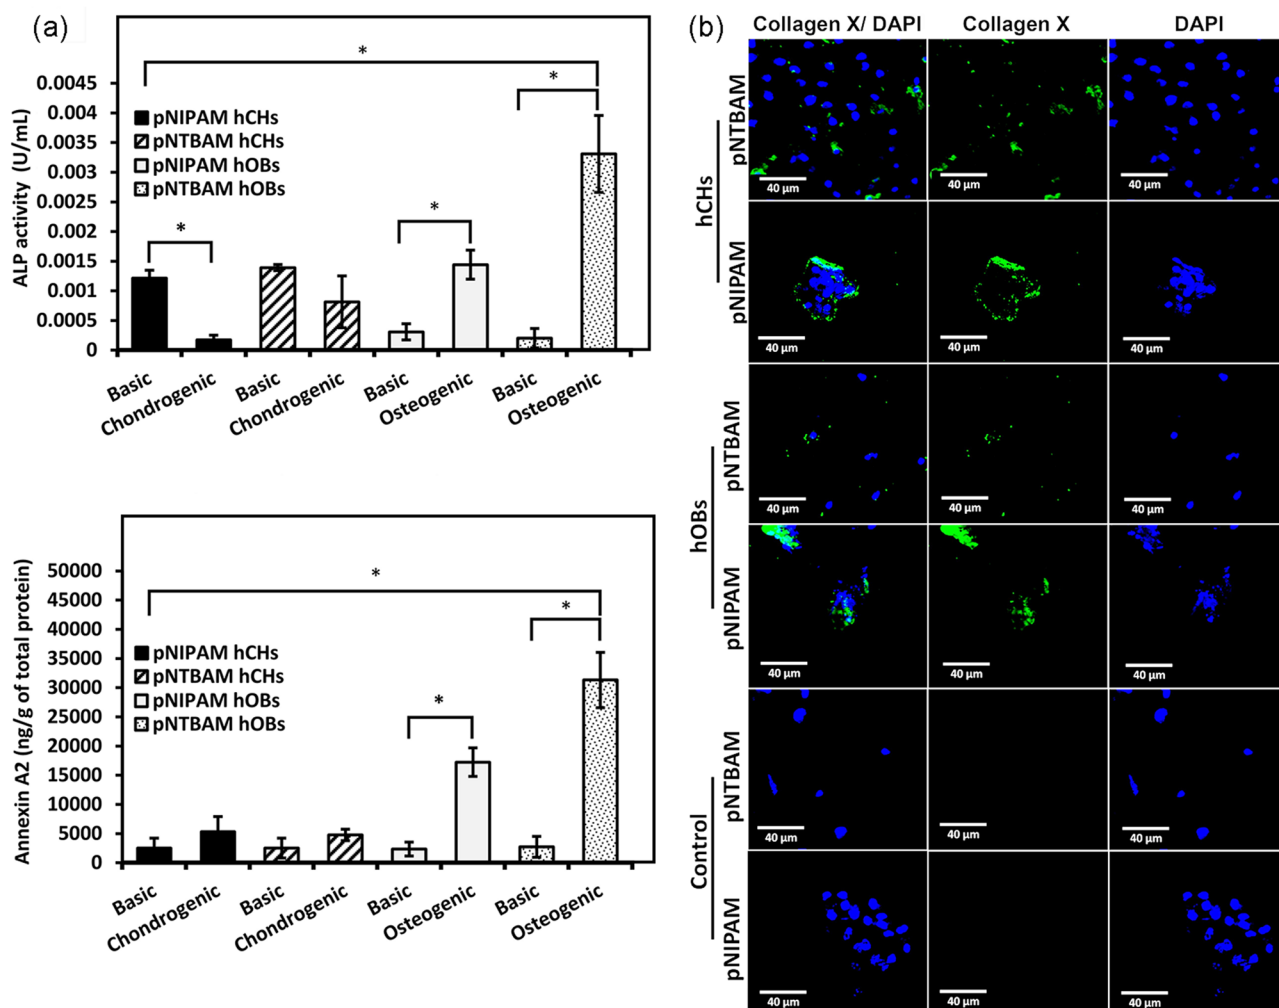 (a)
*
*
*
*
0.0045
0.004
0.0035
0.003
0.0025
0.002
0.0015
0.001
0.0005
0
ALP activity (U/mL)
pNIPAM hCHs
pNTBAM hCHs
pNIPAM hOBs
pNTBAM hOBs
Basic
Chondrogenic
Basic
Chondrogenic
Basic
Osteogenic
Basic
Osteogenic
*
*
*
50000
45000
40000
35000
30000
25000
20000
15000
10000
5000
0
Annexin A2 (ng/g of total protein)
pNIPAM hCHs
pNTBAM hCHs
pNIPAM hOBs
pNTBAM hOBs
Basic
Chondrogenic
Basic
Chondrogenic
Basic
Osteogenic
Basic
Osteogenic
(b)
Collagen X/ DAPI
Collagen X
DAPI
hCHs
pNTBAM
40 µm
40 µm
40 µm
pNIPAM
40 µm
40 µm
40 µm
hOBs
pNTBAM
40 µm
40 µm
40 µm
pNIPAM
40 µm
40 µm
40 µm
Control
pNTBAM
40 µm
40 µm
40 µm
pNIPAM
40 µm
40 µm
40 µm